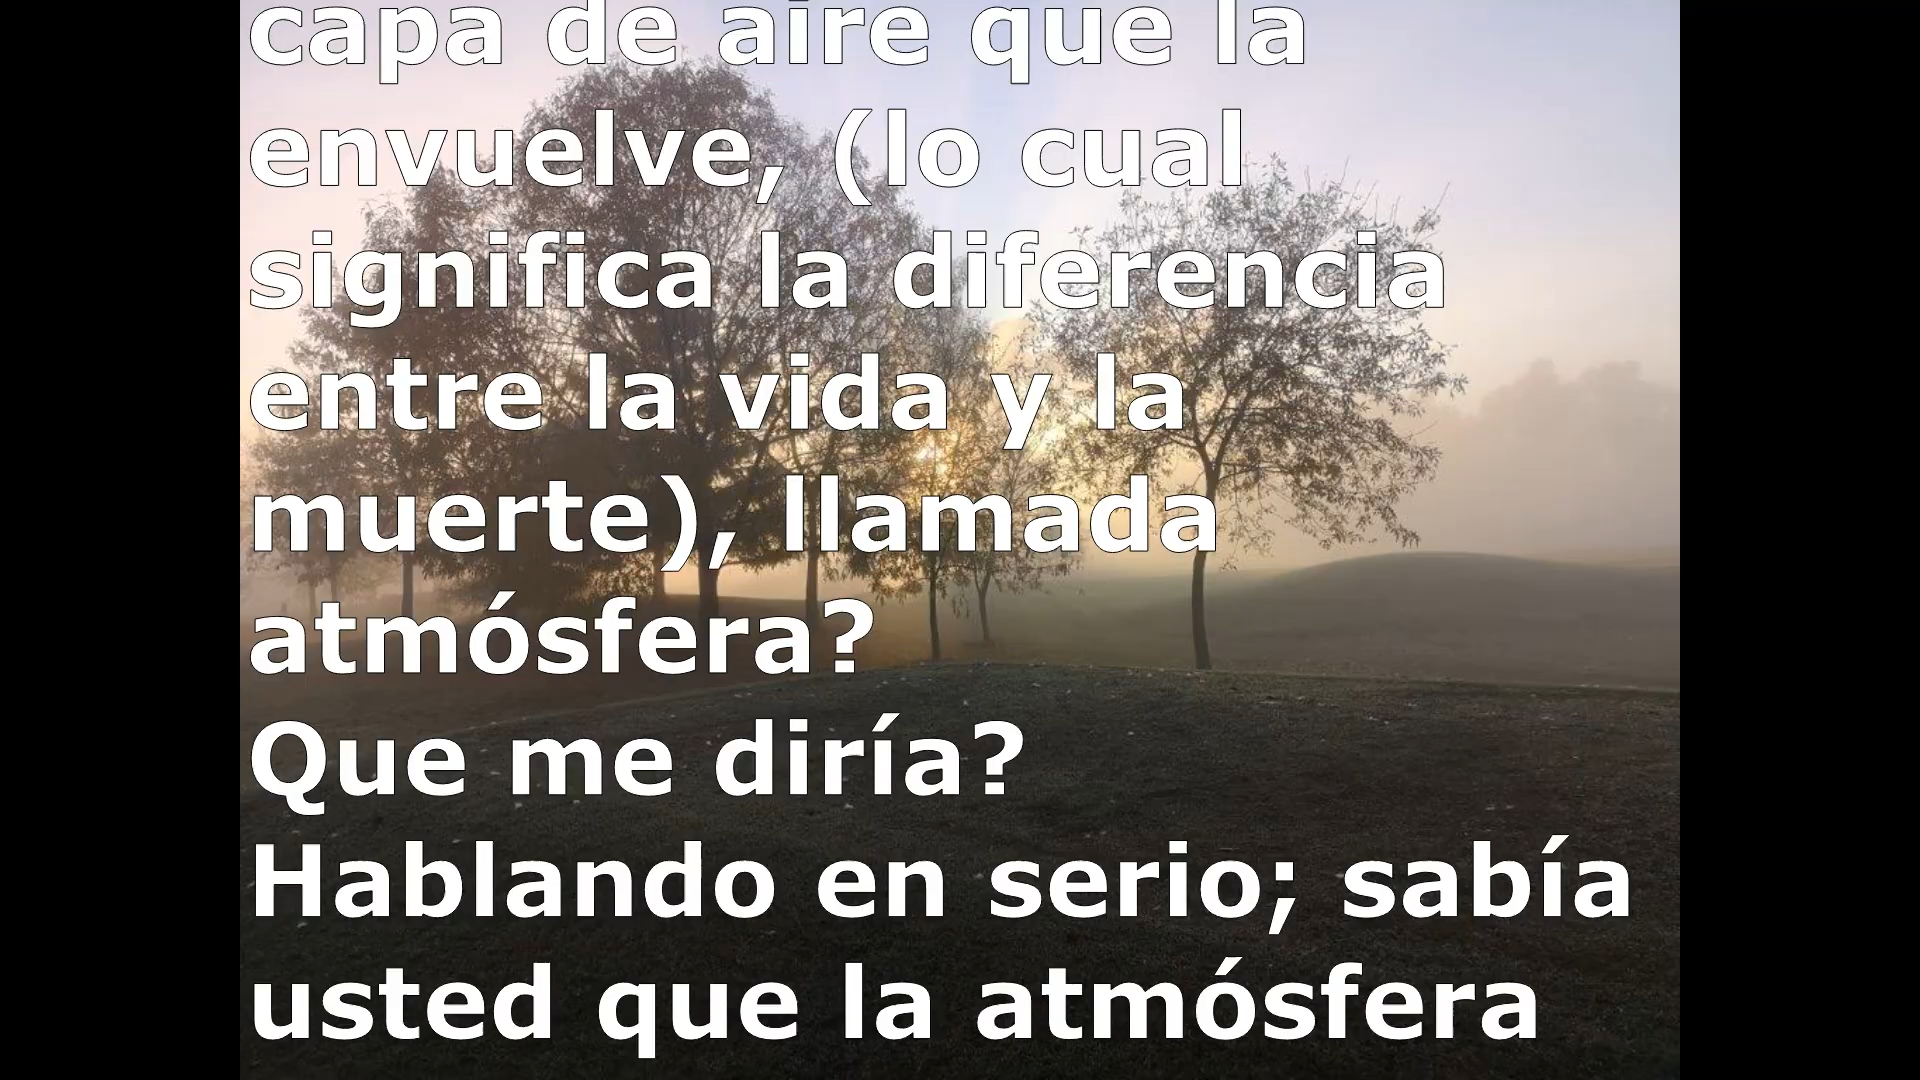 capa de aire que la
envuelve, (lo cual
significa la diferencia
entre la vida y la
muerte), llamada
atmósfera?
Que me diría?
Hablando en serio; sabía
usted que la atmósfera